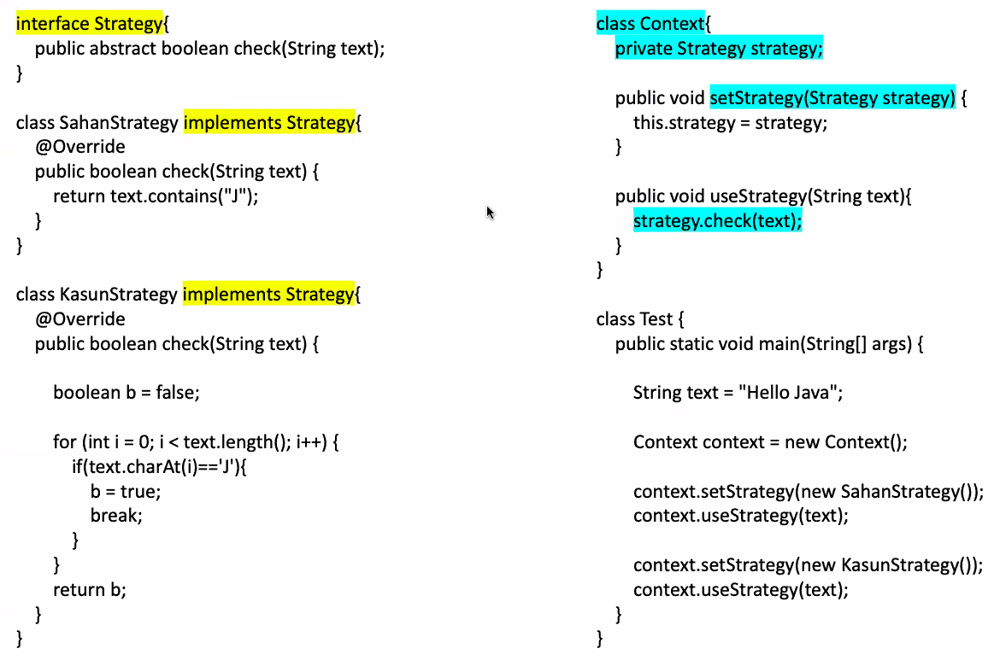 interface Strategy{
public abstract boolean check(String text);
}
class SahanStrategy implements Strategy{
@Override
public boolean check(String text) {
return text.contains("J");
}
}
class KasunStrategy implements Strategy{
@Override
public boolean check(String text) {
boolean b = false;
for (int i = 0; i < text.length(); i++) {
if(text.charAt(i)=='J'){
b = true;
break;
}
}
return b;
}
}
class Context{
private Strategy strategy;
public void setStrategy(Strategy strategy) {
this.strategy = strategy;
}
public void useStrategy(String text){
strategy.check(text);
}
}
class Test {
public static void main(String[] args) {
String text = "Hello Java";
Context context = new Context();
context.setStrategy(new SahanStrategy());
context.useStrategy(text);
context.setStrategy(new KasunStrategy());
context.useStrategy(text);
}
}